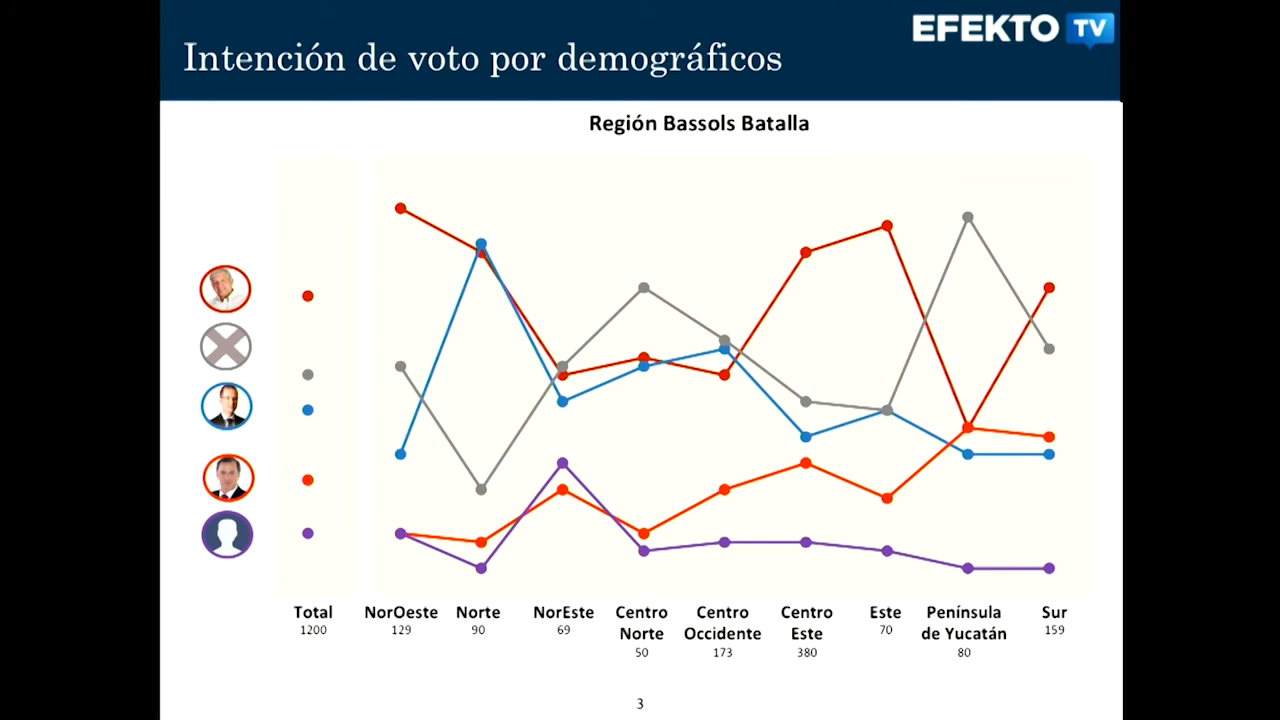 EFEKTO TV
Intención de voto por demográficos
Región Bassols Batalla
Total NorOeste Norte NorEste Centro Norte Centro Occidente Centro Este Este Península de Yucatán Sur
1200 129 90 69 50 173 380 70 80 159
3